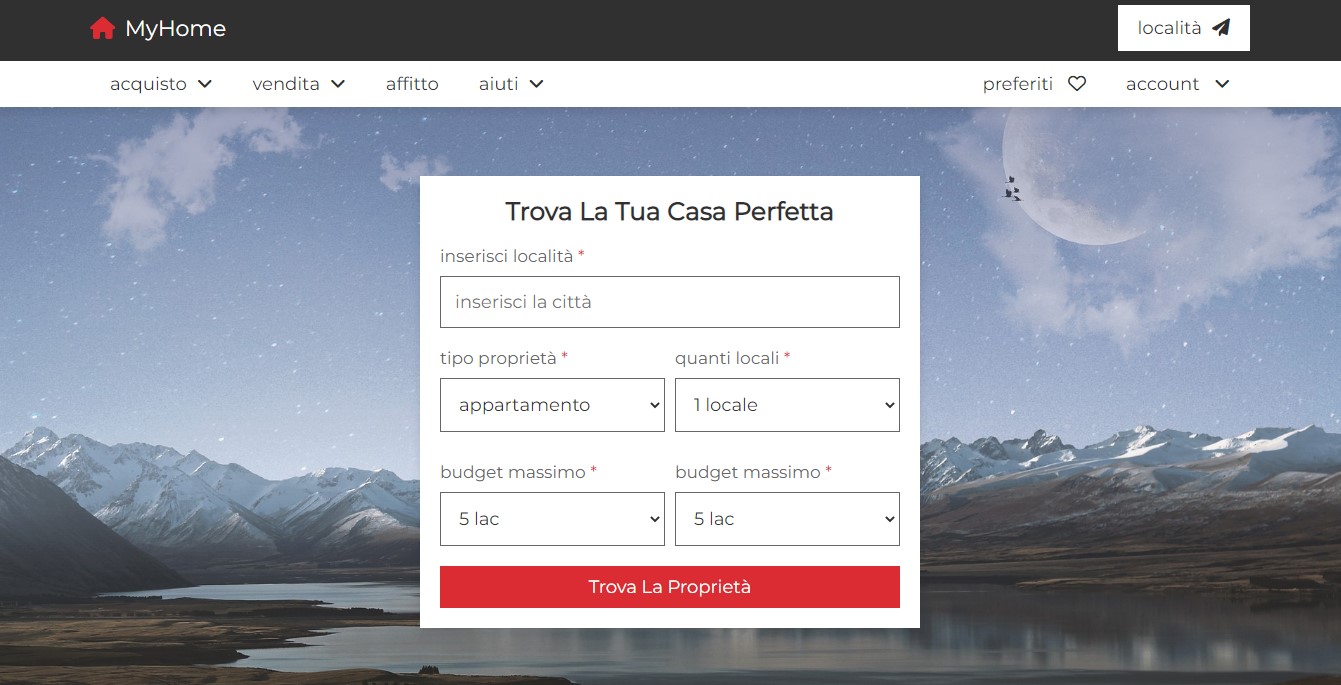 MyHome
località
acquisto vendita affitto aiuti preferiti account
Trova La Tua Casa Perfetta
inserisci località *
inserisci la città
tipo proprietà * quanti locali *
appartamento 1 locale
budget massimo * budget massimo *
5 lac 5 lac
Trova La Proprietà